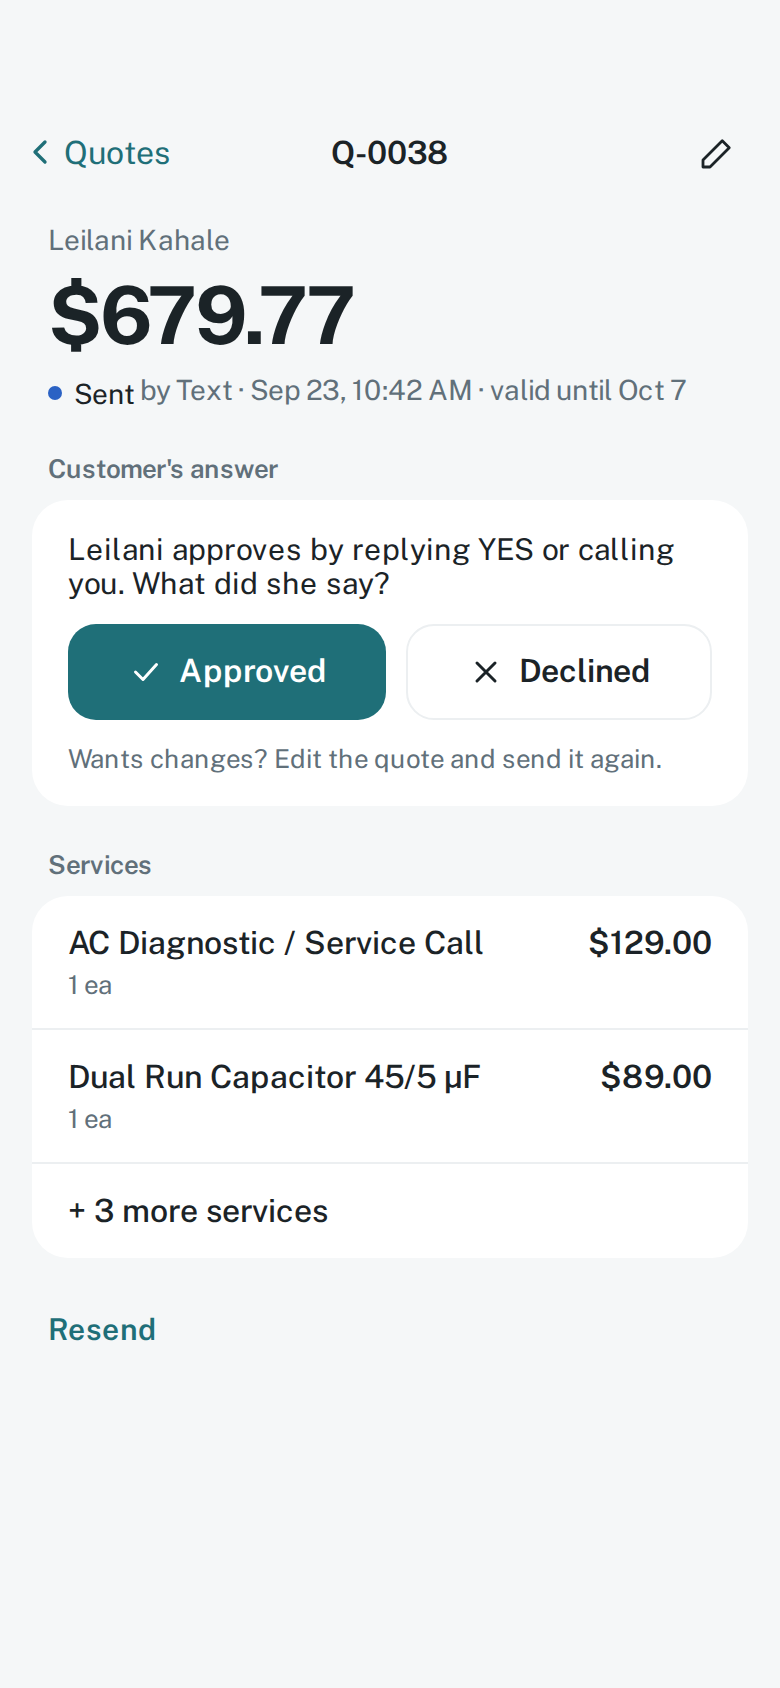 Quotes
Q-0038
Leilani Kahale
$679.77
Sent by Text · Sep 23, 10:42 AM · valid until Oct 7
Customer's answer
Leilani approves by replying YES or calling
you. What did she say?
Approved
Declined
Wants changes? Edit the quote and send it again.
Services
AC Diagnostic / Service Call $129.00
1 ea
Dual Run Capacitor 45/5 µF $89.00
1 ea
+ 3 more services
Resend